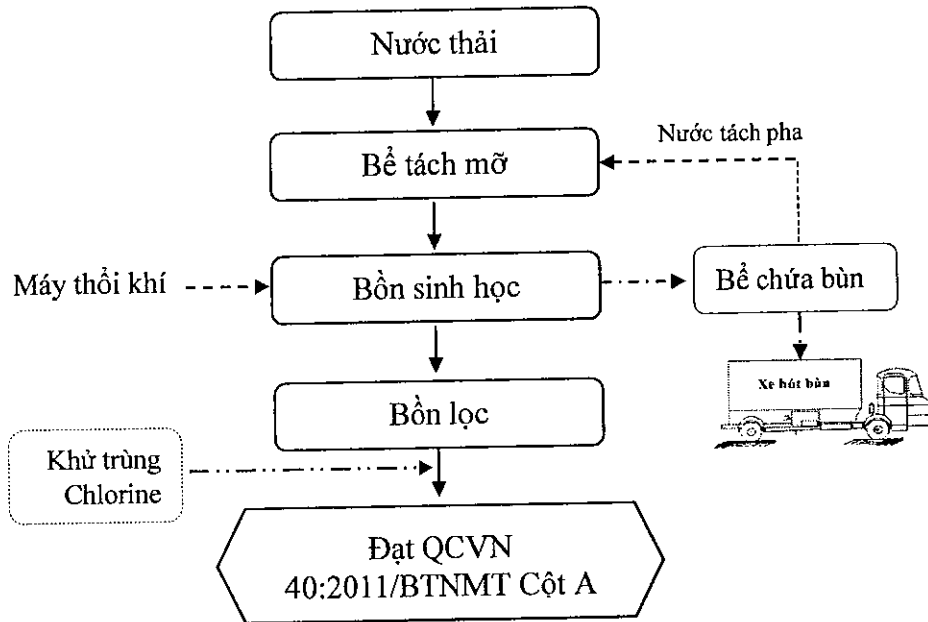 Nước thải
Nước tách pha
Bể tách mỡ
Máy thổi khí
Bồn sinh học
Bể chứa bùn
Xe hút bùn
Bồn lọc
Khử trùng
Chlorine
Đạt QCVN
40:2011/BTNMT Cột A